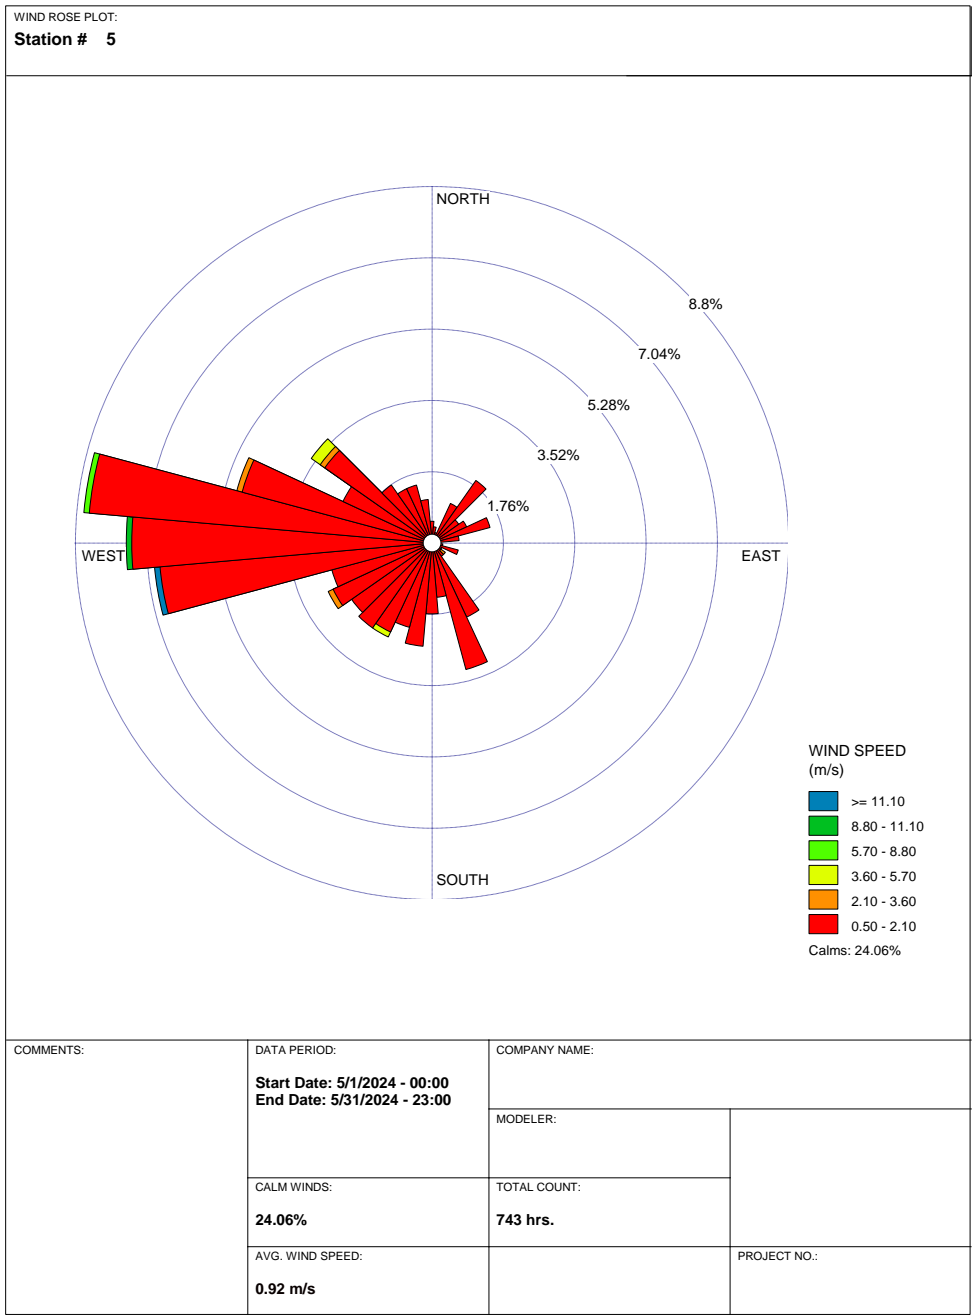 WIND ROSE PLOT:
Station # 5
NORTH
8.8%
7.04%
5.28%
3.52%
1.76%
WEST
EAST
SOUTH
WIND SPEED
(m/s)
>= 11.10
8.80 - 11.10
5.70 - 8.80
3.60 - 5.70
2.10 - 3.60
0.50 - 2.10
Calms: 24.06%
COMMENTS:
DATA PERIOD:
Start Date: 5/1/2024 - 00:00
End Date: 5/31/2024 - 23:00
COMPANY NAME:
MODELER:
CALM WINDS:
24.06%
TOTAL COUNT:
743 hrs.
AVG. WIND SPEED:
0.92 m/s
PROJECT NO.: